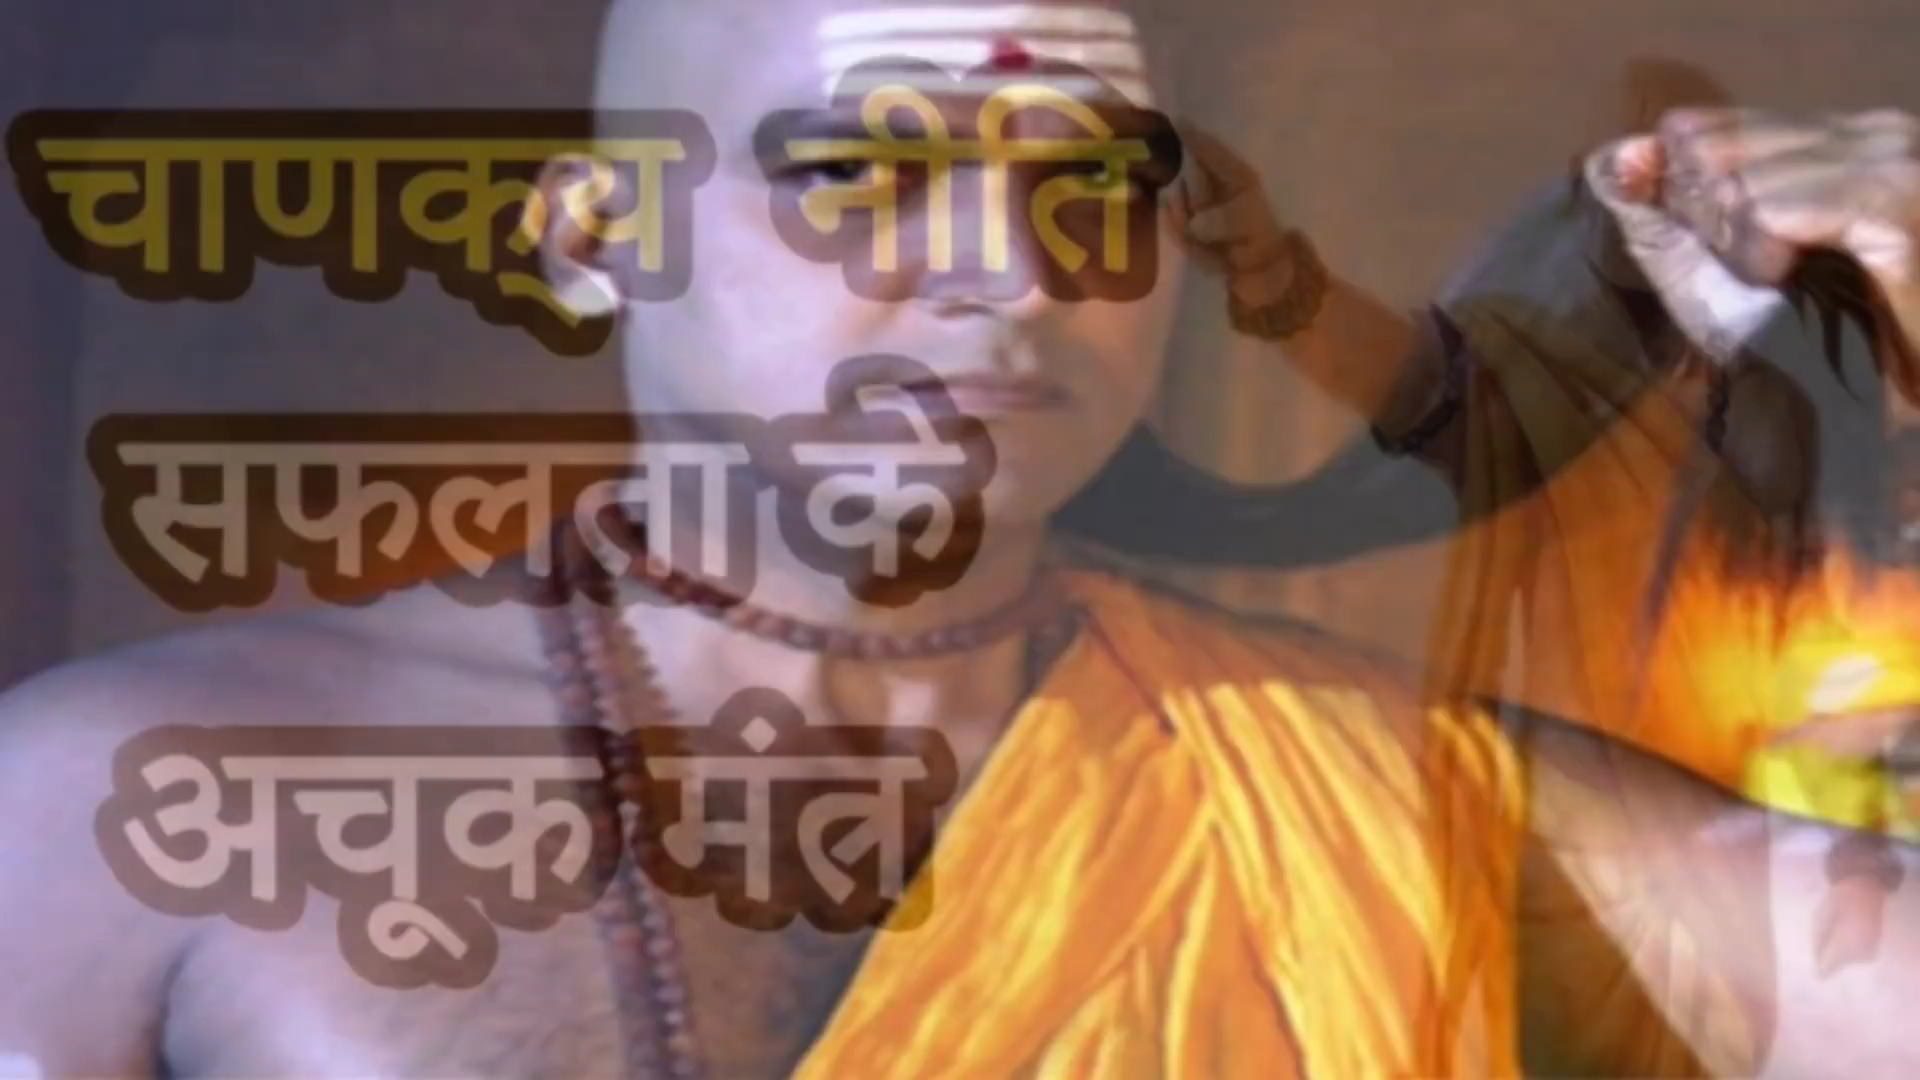 चाणक्य नीति
सफलता के
अचूक मंत्र